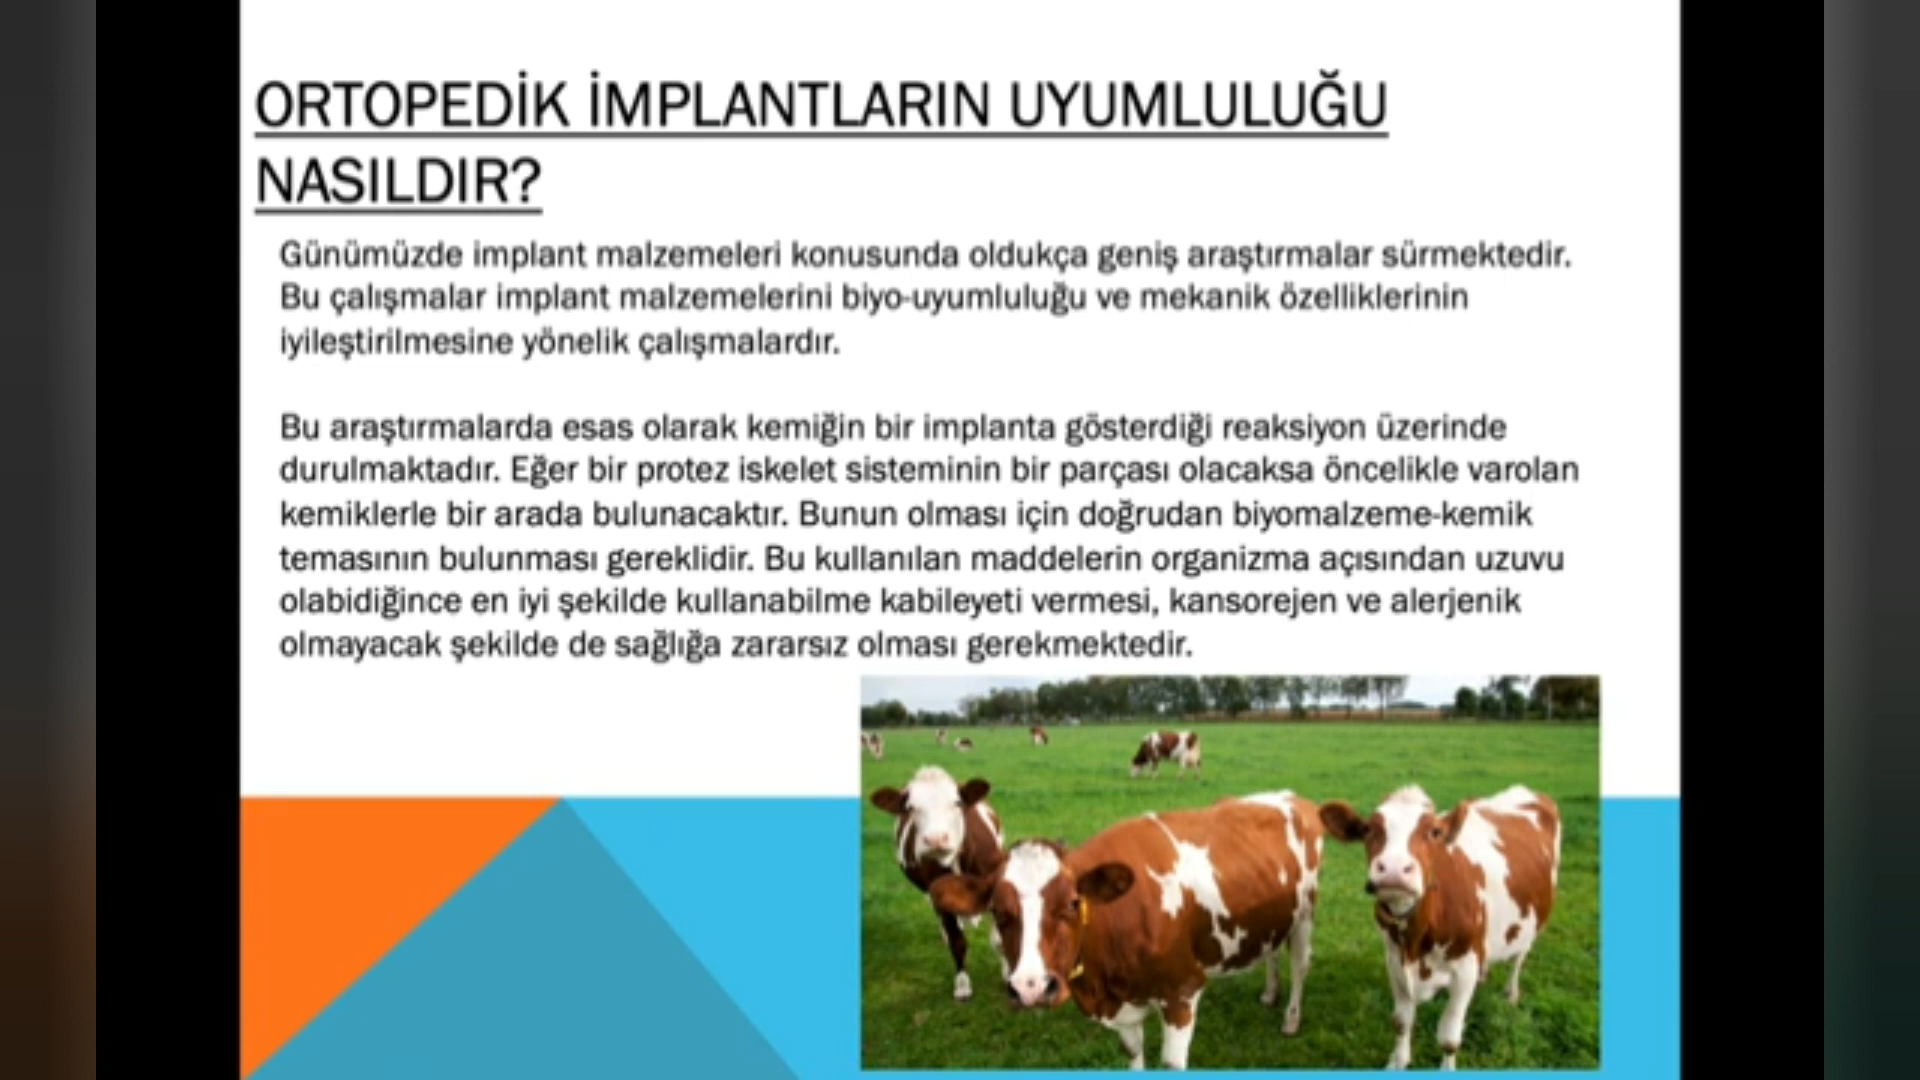 ORTOPEDİK İMPLANTLARIN UYUMLULUĞU
NASILDIR?
Günümüzde implant malzemeleri konusunda oldukça geniş araştırmalar sürmektedir.
Bu çalışmalar implant malzemelerini biyo-uyumluluğu ve mekanik özelliklerinin
iyileştirilmesine yönelik çalışmalardır.
Bu araştırmalarda esas olarak kemiğin bir implanta gösterdiği reaksiyon üzerinde
durulmaktadır. Eğer bir protez iskelet sisteminin bir parçası olacaksa öncelikle varolan
kemiklerle bir arada bulunacaktır. Bunun olması için doğrudan biyomalzeme-kemik
temasının bulunması gereklidir. Bu kullanılan maddelerin organizma açısından uzuvu
olabidiğince en iyi şekilde kullanabilme kabileyeti vermesi, kansorejen ve alerjenik
olmayacak şekilde de sağlığa zararsız olması gerekmektedir.